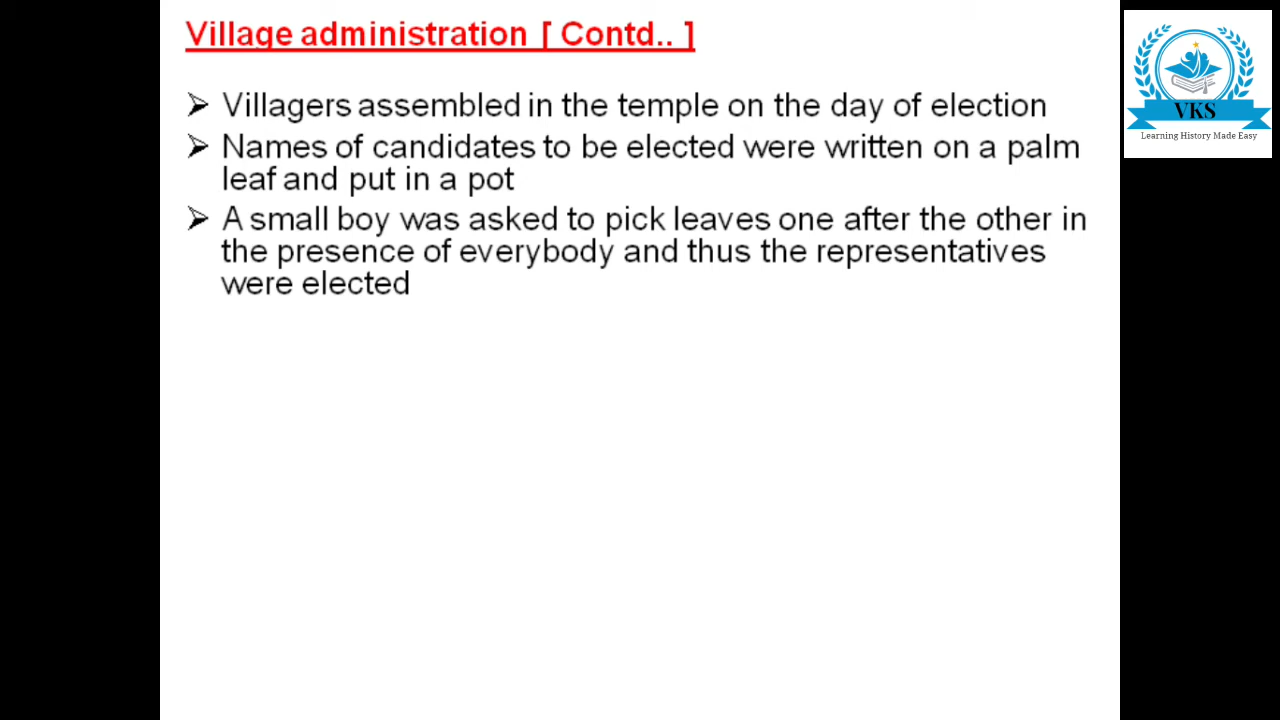 Village administration [ Contd.. ]
➢ Villagers assembled in the temple on the day of election
➢ Names of candidates to be elected were written on a palm
leaf and put in a pot
➢ A small boy was asked to pick leaves one after the other in
the presence of everybody and thus the representatives
were elected
VKS
Learning History Made Easy